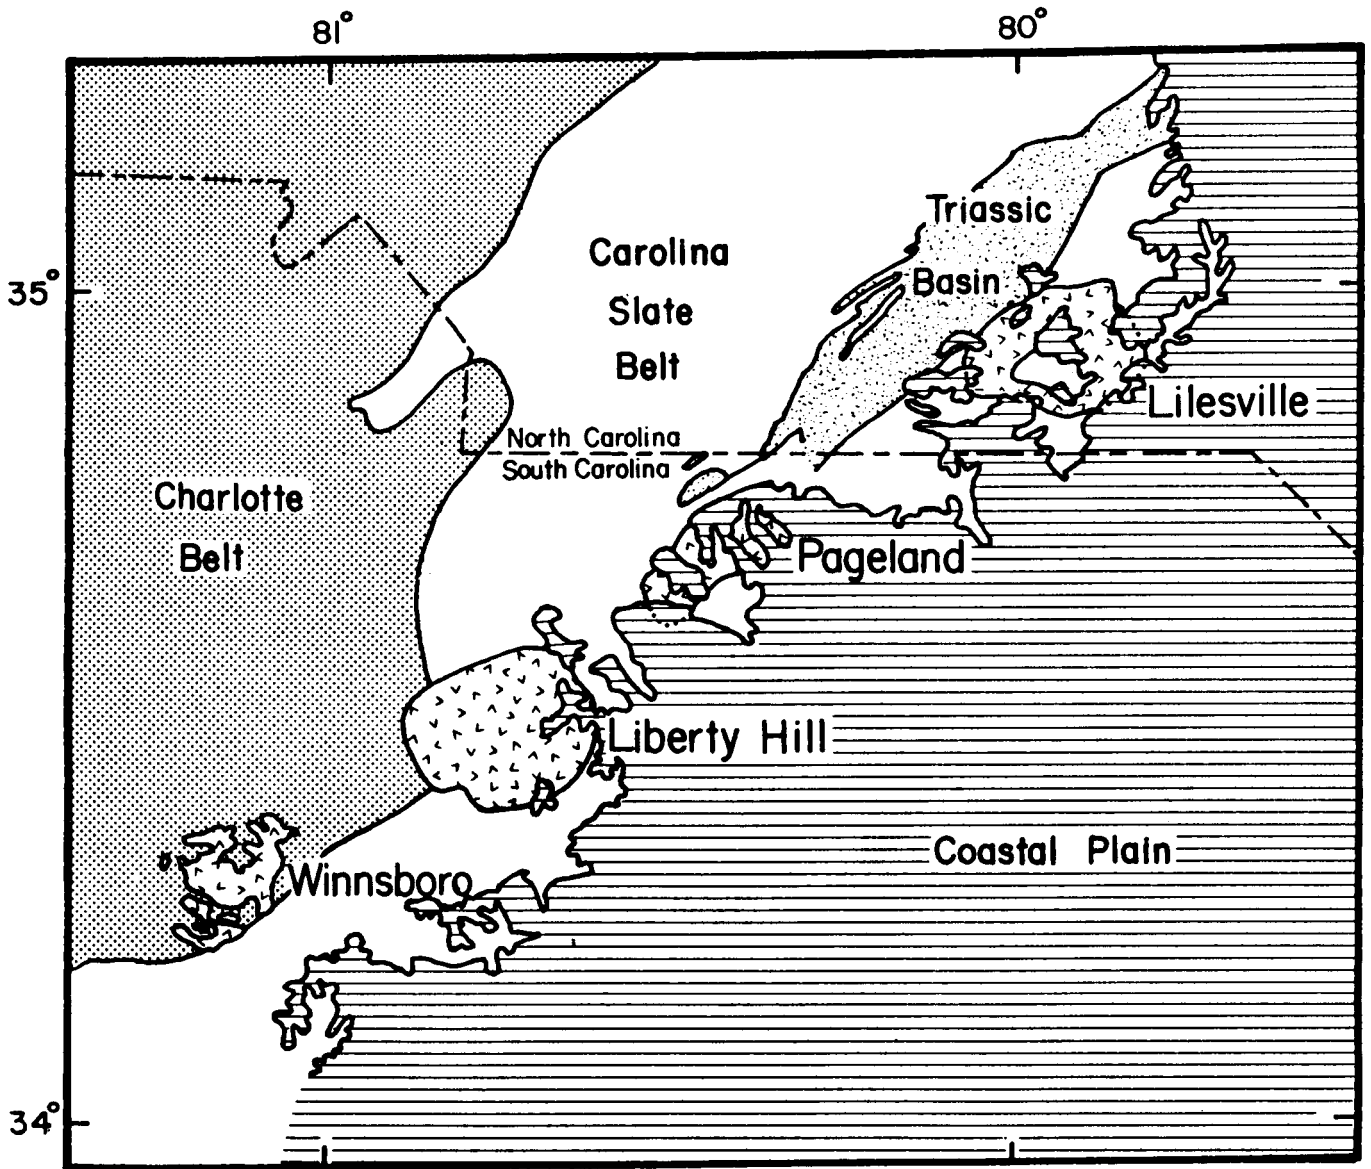 81°
80°
35°
34°
Triassic
Basin
Carolina
Slate
Belt
Lilesville
North Carolina
South Carolina
Charlotte
Belt
Pageland
Liberty Hill
Coastal Plain
Winnsboro